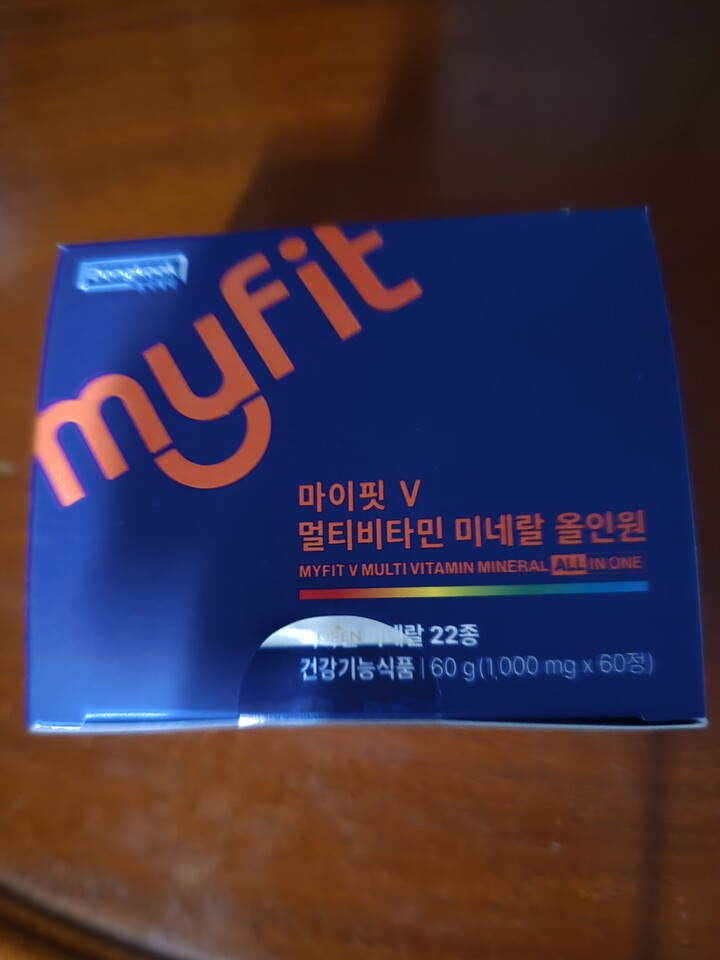 Dongkook
myfit
마이핏 V
멀티비타민 미네랄 올인원
MYFIT V MULTI VITAMIN MINERAL ALL IN ONE
OPEN
22종
건강기능식품 | 60 g(1,000 mg x 60정)